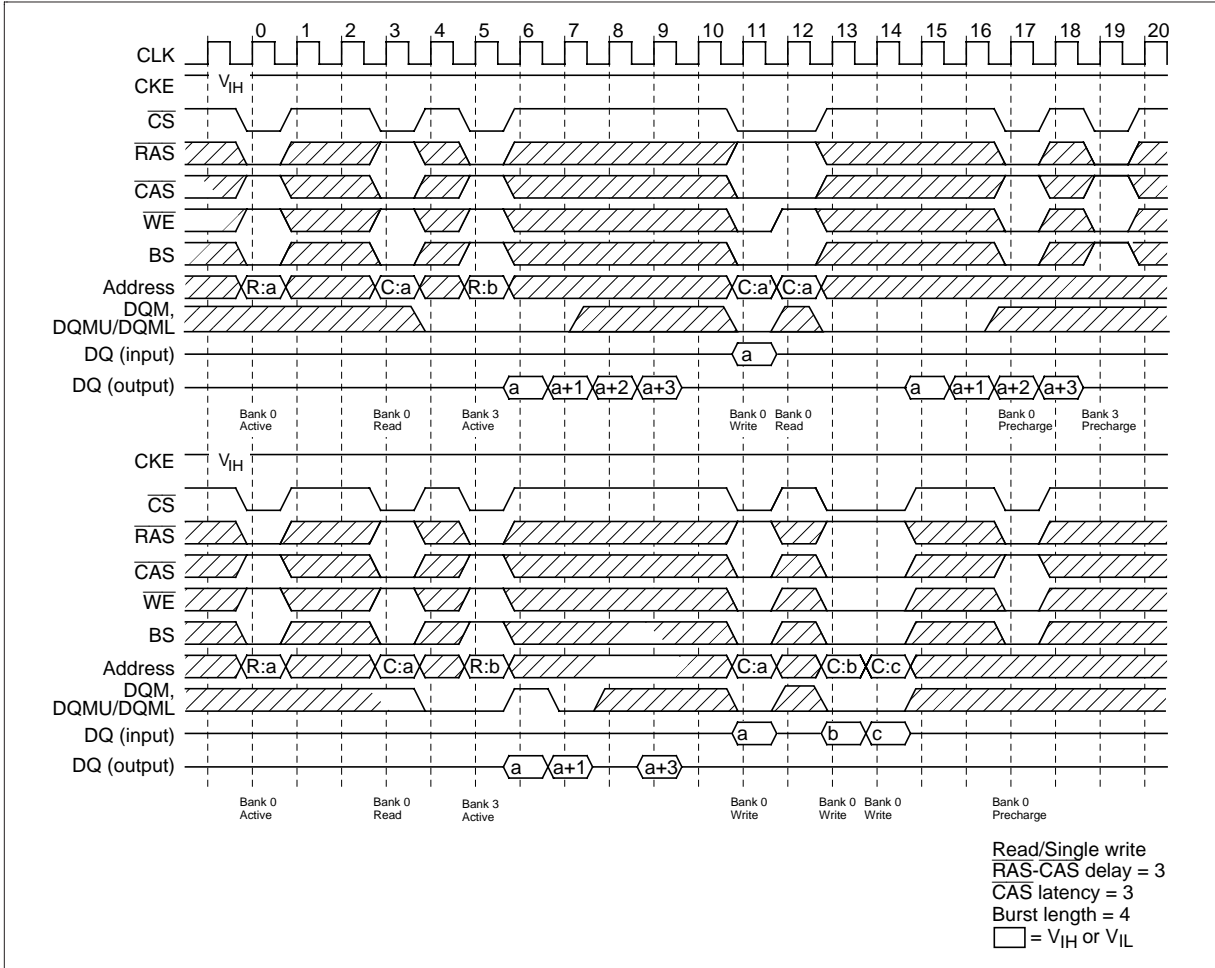 0 1 2 3 4 5 6 7 8 9 10 11 12 13 14 15 16 17 18 19 20
CLK
CKE VIH
CS
RAS
CAS
WE
BS
Address R:a C:a R:b C:a' C:a
DQM,
DQMU/DQML
DQ (input) a
DQ (output) a a+1 a+2 a+3 a a+1 a+2 a+3
Bank 0 Bank 0 Bank 3 Bank 0 Bank 0 Bank 0 Bank 3
Active Read Active Write Read Precharge Precharge
CKE VIH
CS
RAS
CAS
WE
BS
Address R:a C:a R:b C:a C:b C:c
DQM,
DQMU/DQML
DQ (input) a b c
DQ (output) a a+1 a+3
Bank 0 Bank 0 Bank 3 Bank 0 Bank 0 Bank 0 Bank 0
Active Read Active Write Write Write Precharge
Read/Single write
RAS-CAS delay = 3
CAS latency = 3
Burst length = 4
= VIH or VIL